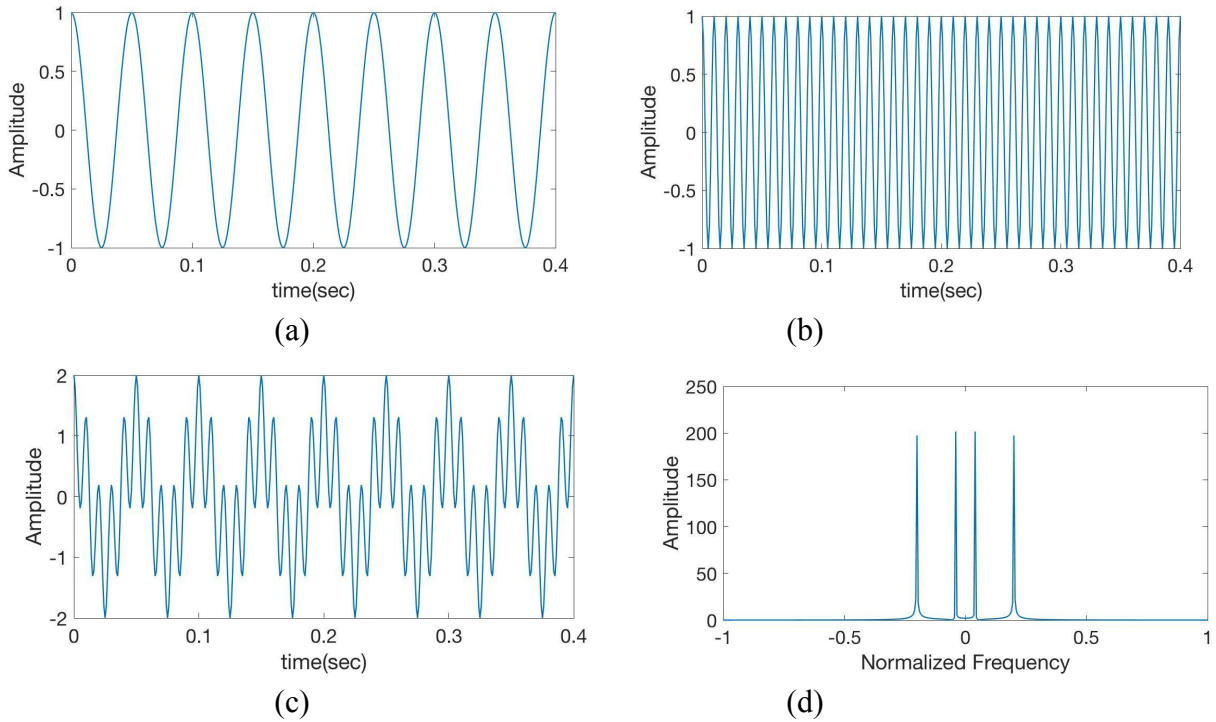 1
0.5
0
-0.5
-1
Amplitude
0 0.1 0.2 0.3 0.4
time(sec)
(a)
1
0.5
0
-0.5
-1
Amplitude
0 0.1 0.2 0.3 0.4
time(sec)
(b)
2
1
0
-1
-2
Amplitude
0 0.1 0.2 0.3 0.4
time(sec)
(c)
250
200
150
100
50
0
Amplitude
-1 -0.5 0 0.5 1
Normalized Frequency
(d)